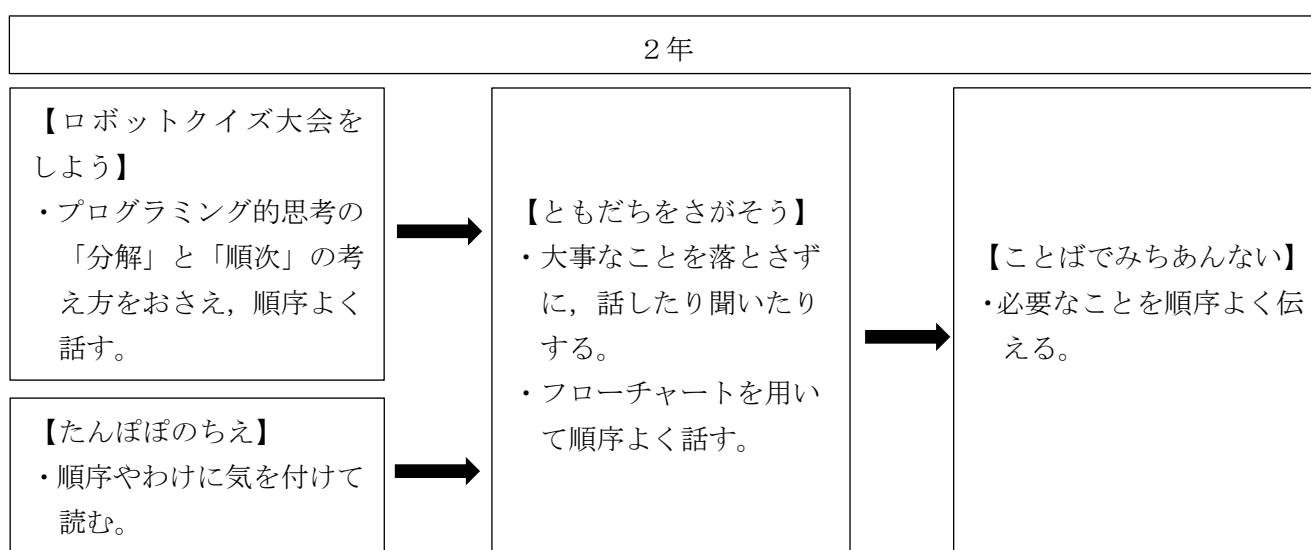 ２年
【ロボットクイズ大会を
しよう】
・プログラミング的思考の
「分解」と「順次」の考
え方をおさえ，順序よく
話す。
【たんぽぽのちえ】
・順序やわけに気を付けて
読む。
【ともだちをさがそう】
・大事なことを落とさず
に，話したり聞いたり
する。
・フローチャートを用い
て順序よく話す。
【ことばでみちあんない】
・必要なことを順序よく伝
える。